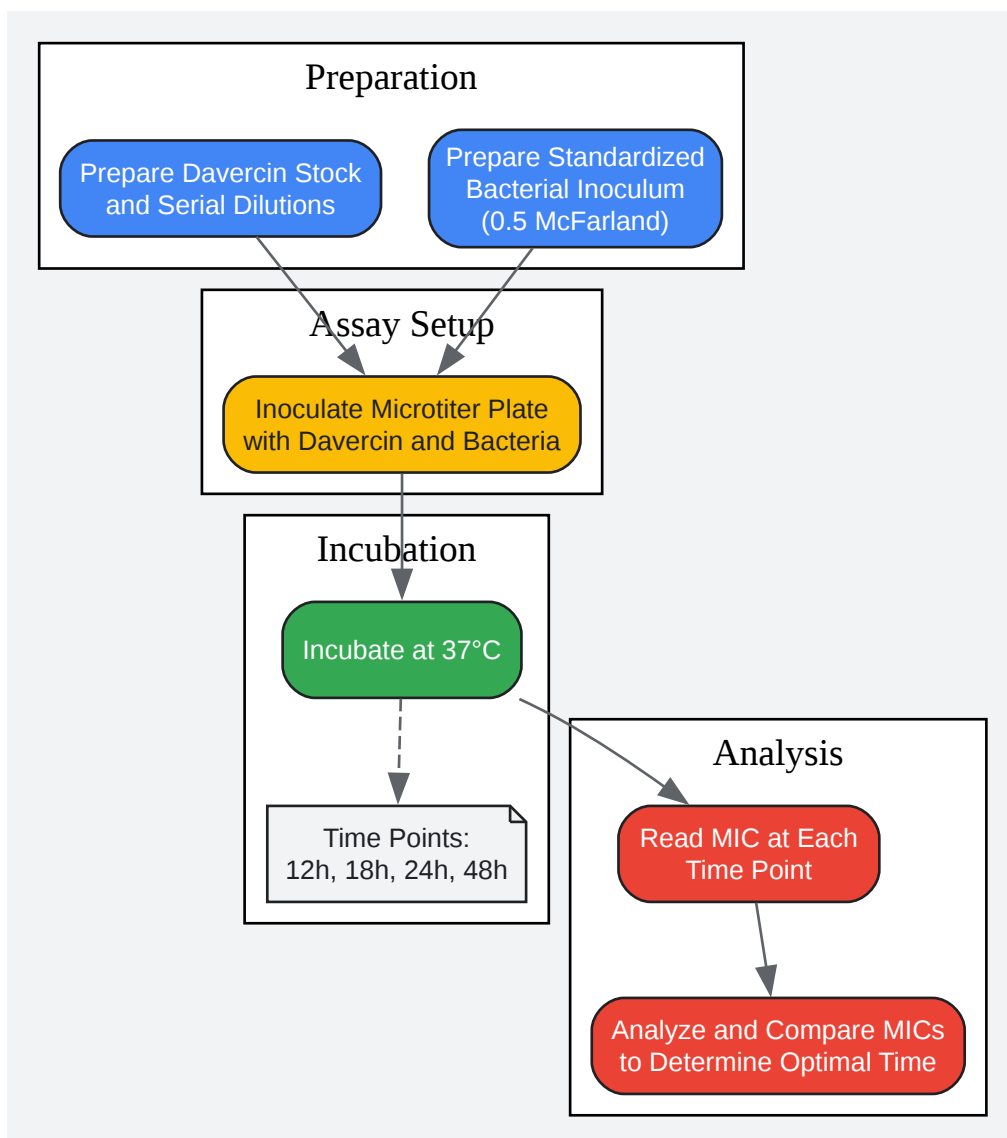 Preparation
Prepare Davercin Stock
and Serial Dilutions
Prepare Standardized
Bacterial Inoculum
(0.5 McFarland)
Assay Setup
Inoculate Microtiter Plate
with Davercin and Bacteria
Incubation
Incubate at 37°C
Time Points:
12h, 18h, 24h, 48h
Analysis
Read MIC at Each
Time Point
Analyze and Compare MICs
to Determine Optimal Time